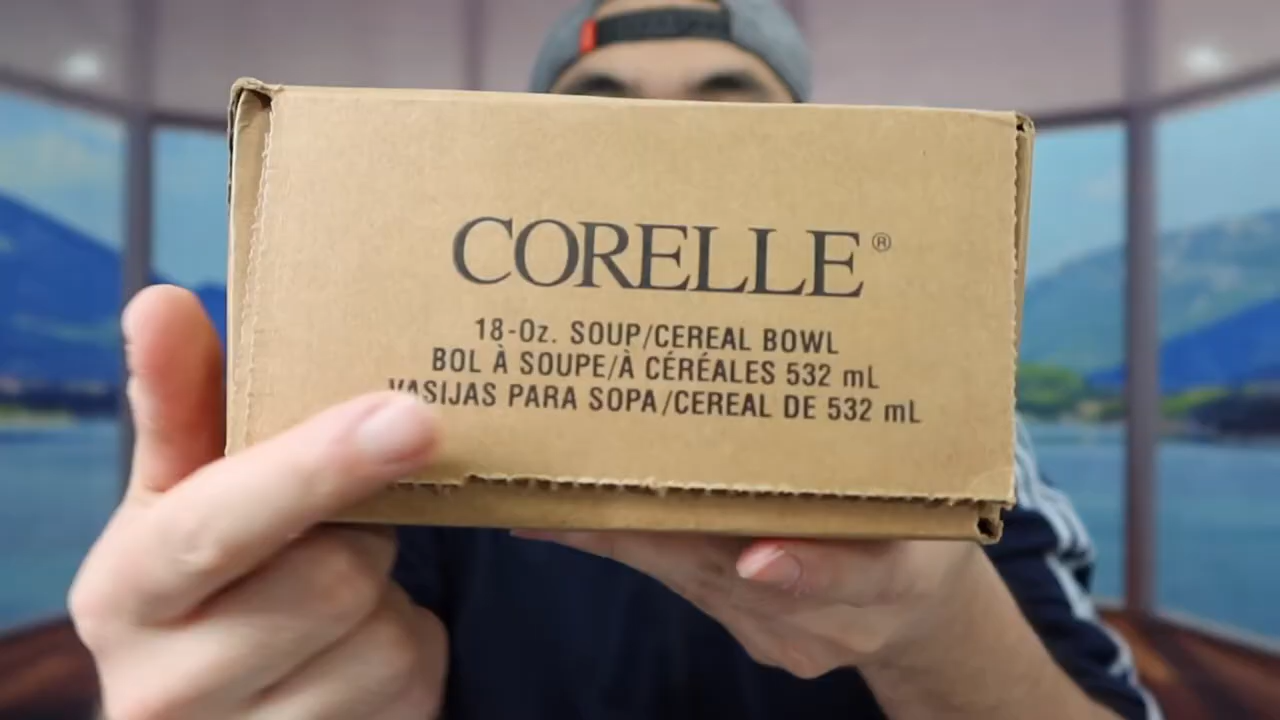 CORELLE®
18-Oz. SOUP/CEREAL BOWL
BOL À SOUPE/À CÉRÉALES 532 mL
VASIJAS PARA SOPA/CEREAL DE 532 mL